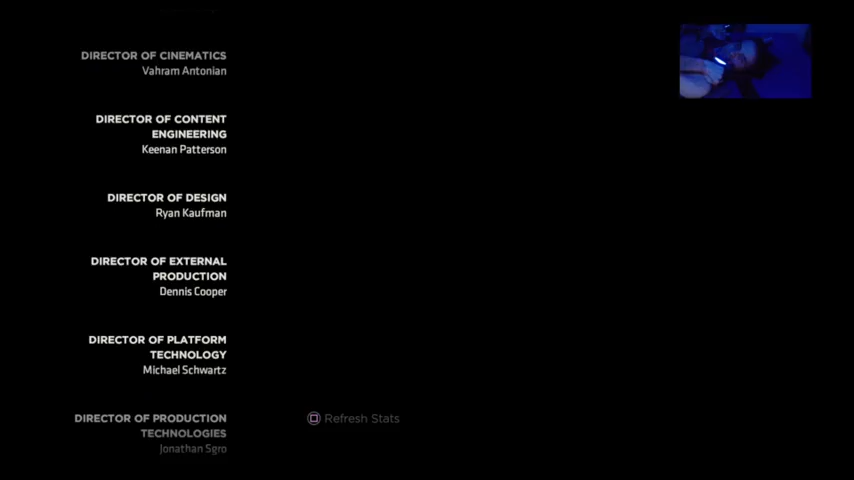 DIRECTOR OF CINEMATICS
Vahram Antonian
DIRECTOR OF CONTENT
ENGINEERING
Keenan Patterson
DIRECTOR OF DESIGN
Ryan Kaufman
DIRECTOR OF EXTERNAL
PRODUCTION
Dennis Cooper
DIRECTOR OF PLATFORM
TECHNOLOGY
Michael Schwartz
DIRECTOR OF PRODUCTION
TECHNOLOGIES
Jonathan Sgro
Refresh Stats